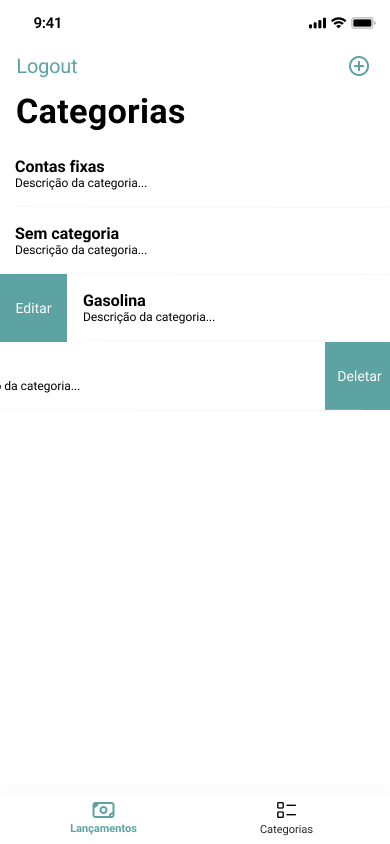 9:41
Logout
Categorias
Contas fixas
Descrição da categoria...
Sem categoria
Descrição da categoria...
Editar
Gasolina
Descrição da categoria...
da categoria...
Deletar
Lançamentos
Categorias